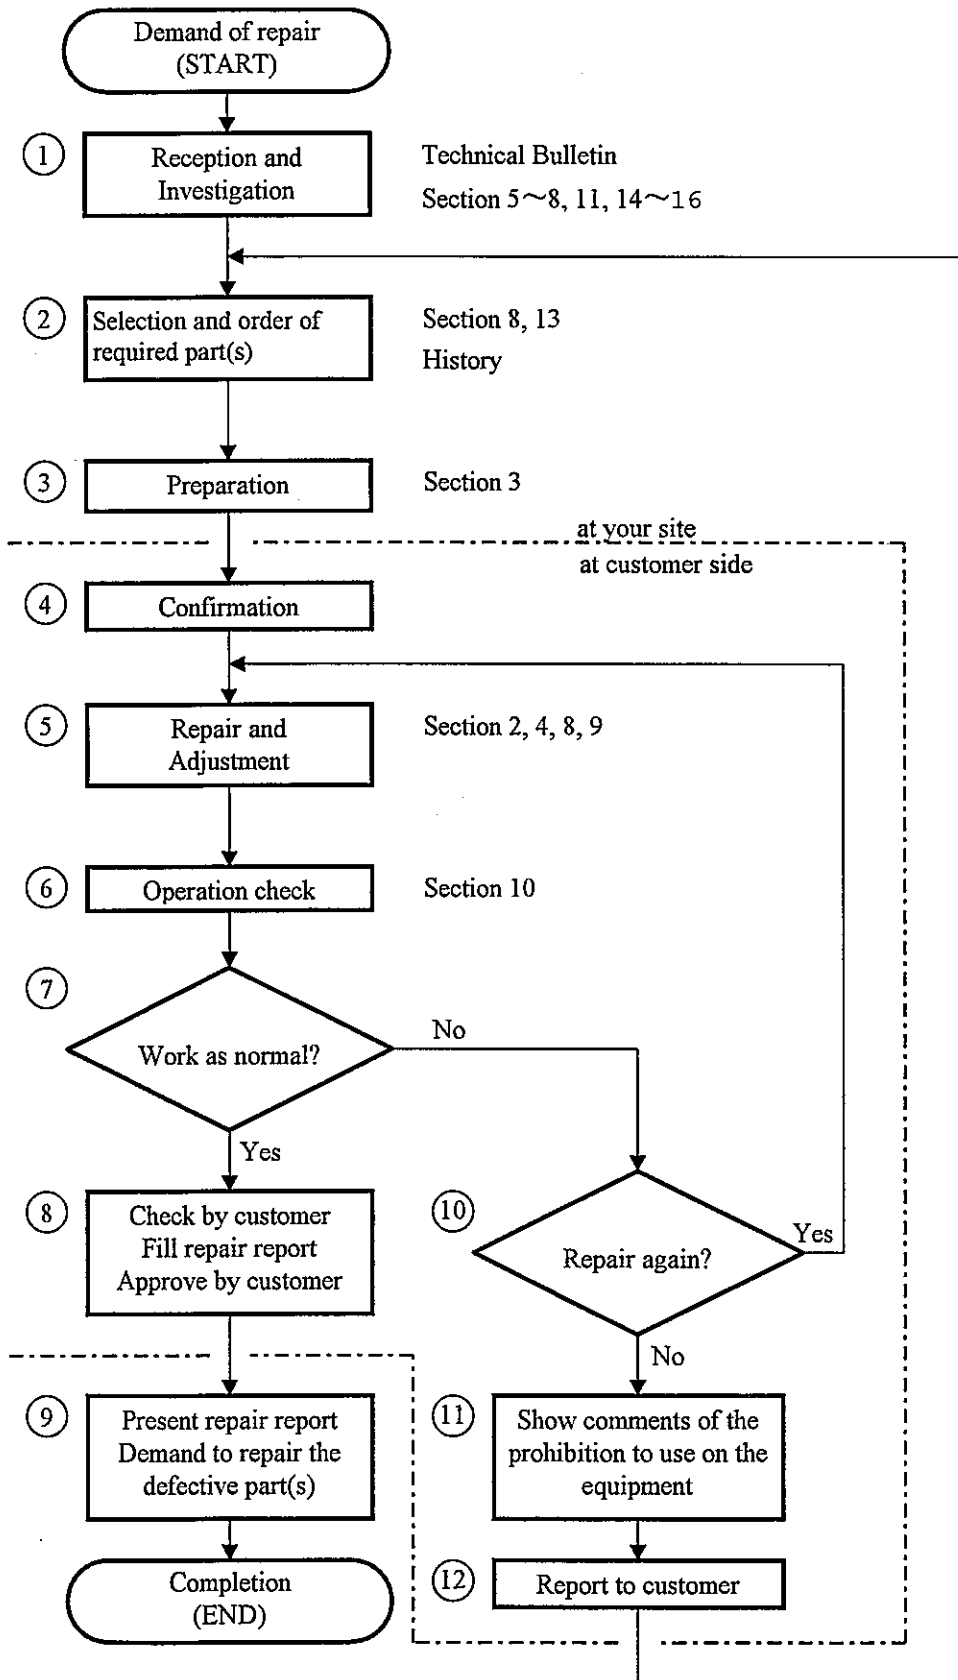 Demand of repair
(START)
1
Reception and
Investigation
Technical Bulletin
Section 5~8, 11, 14~16
2
Selection and order of
required part(s)
Section 8, 13
History
3
Preparation
Section 3
at your site
at customer side
4
Confirmation
5
Repair and
Adjustment
Section 2, 4, 8, 9
6
Operation check
Section 10
7
Work as normal?
No
Yes
8
Check by customer
Fill repair report
Approve by customer
10
Repair again?
Yes
No
9
Present repair report
Demand to repair the
defective part(s)
11
Show comments of the
prohibition to use on the
equipment
Completion
(END)
12
Report to customer